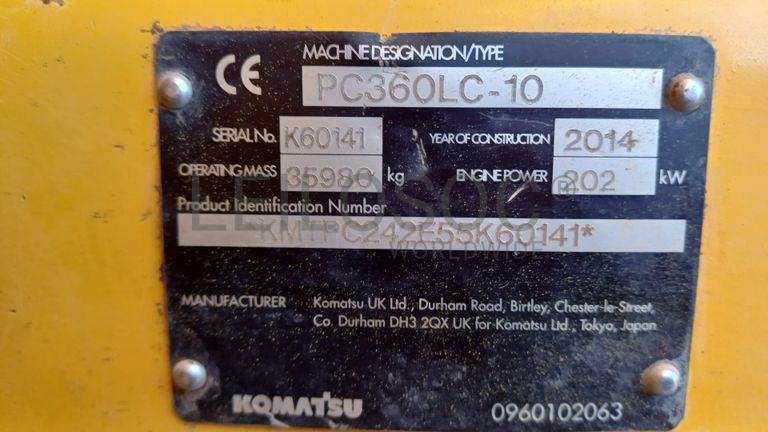 MACHINE DESIGNATION/TYPE
CE PC360LC-10
SERIAL No. K60141 YEAR OF CONSTRUCTION 2014
OPERATING MASS 35980 kg ENGINE POWER 202 kW
Product Identification Number
WORLDWIDE
MANUFACTURER Komatsu UK Ltd., Durham Road, Birtley, Chester-le-Street,
Co. Durham DH3 2QX UK for Komatsu Ltd., Tokyo, Japan
KOMATSU 0960102063